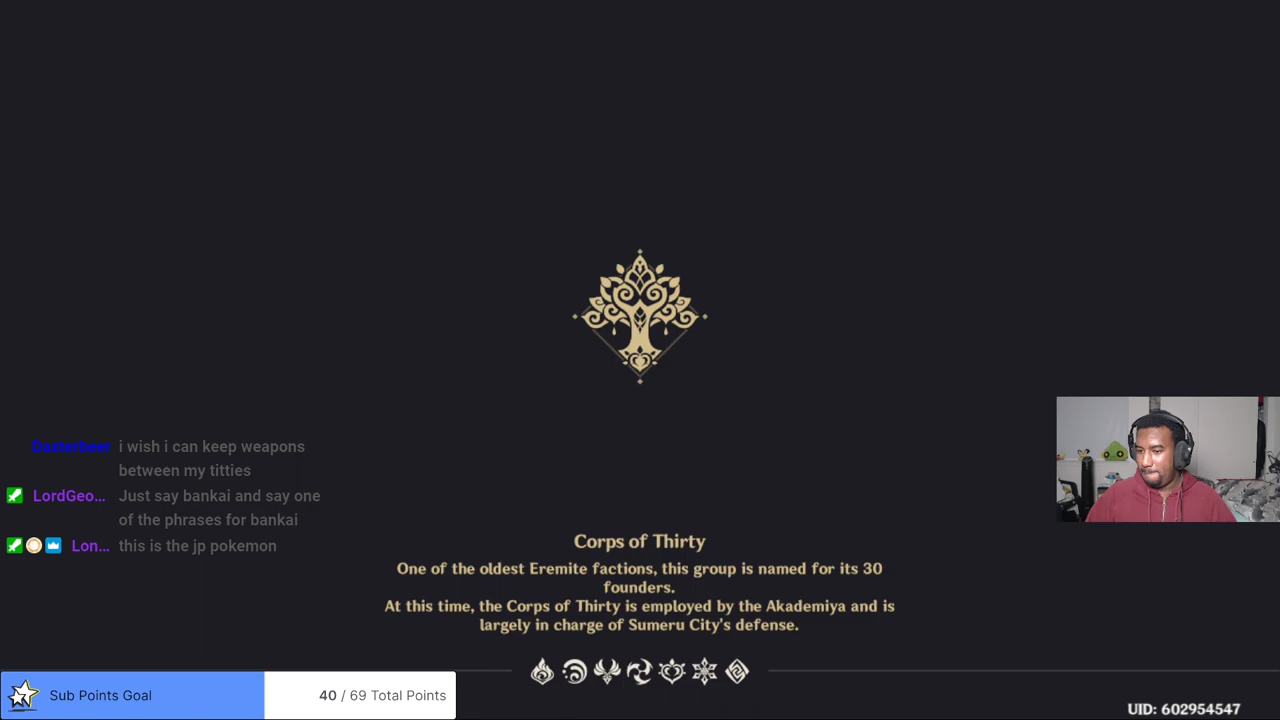 Daxterbeer i wish i can keep weapons
between my titties
LordGeo... Just say bankai and say one
of the phrases for bankai
Lon... this is the jp pokemon
Corps of Thirty
One of the oldest Eremite factions, this group is named for its 30
founders.
At this time, the Corps of Thirty is employed by the Akademiya and is
largely in charge of Sumeru City's defense.
Sub Points Goal 40 / 69 Total Points
UID: 602954547